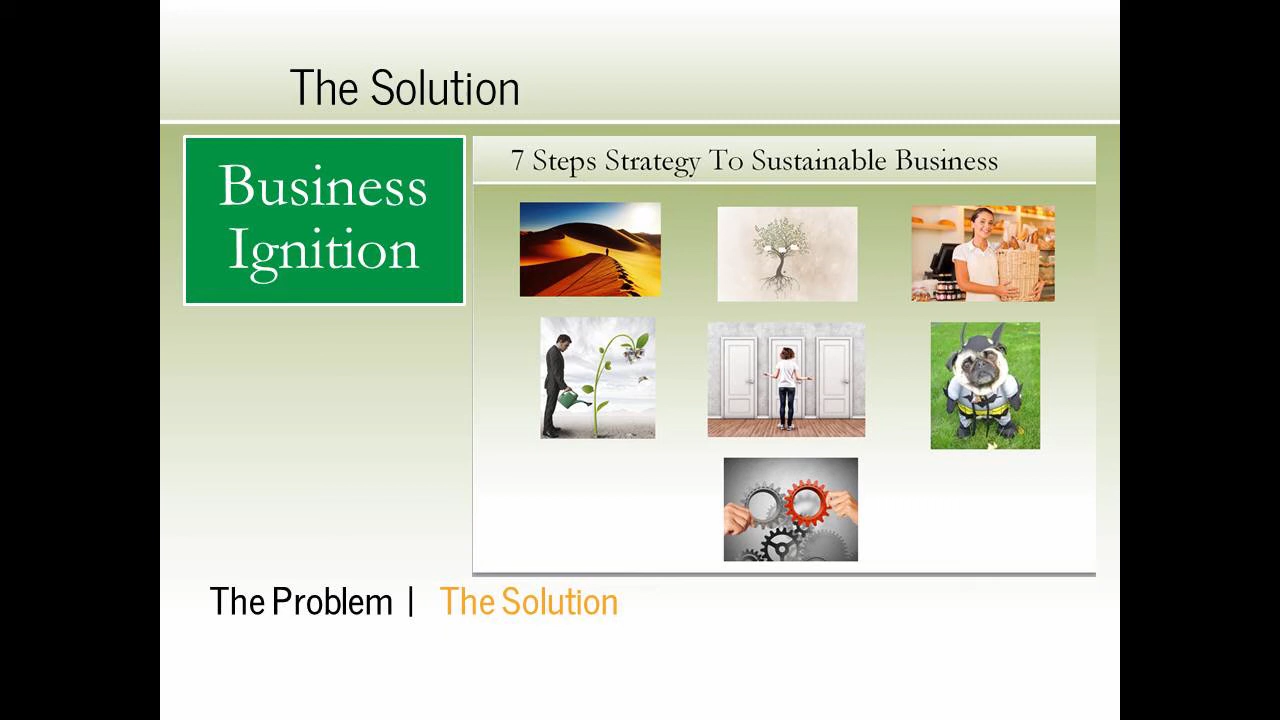 The Solution
Business
Ignition
7 Steps Strategy To Sustainable Business
The Problem | The Solution